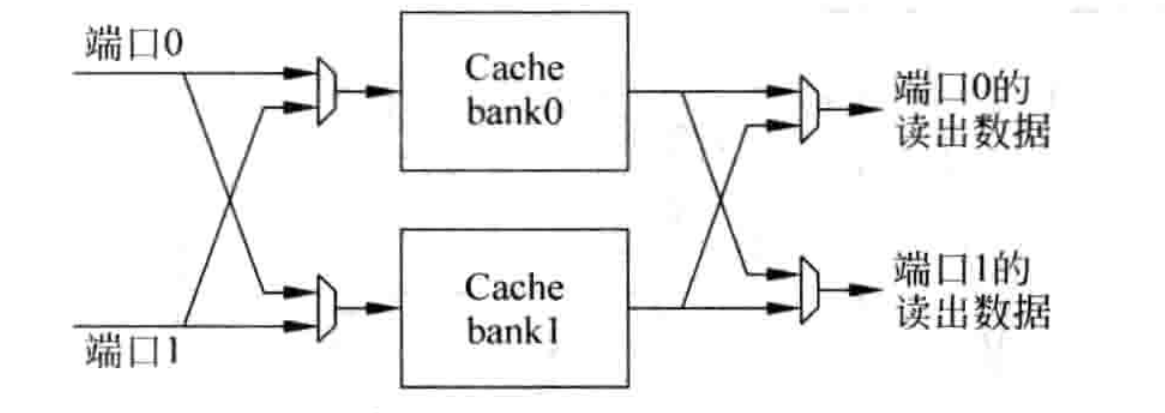 端口0
Cache
bank0
端口0的
读出数据
Cache
bank1
端口1的
读出数据
端口1